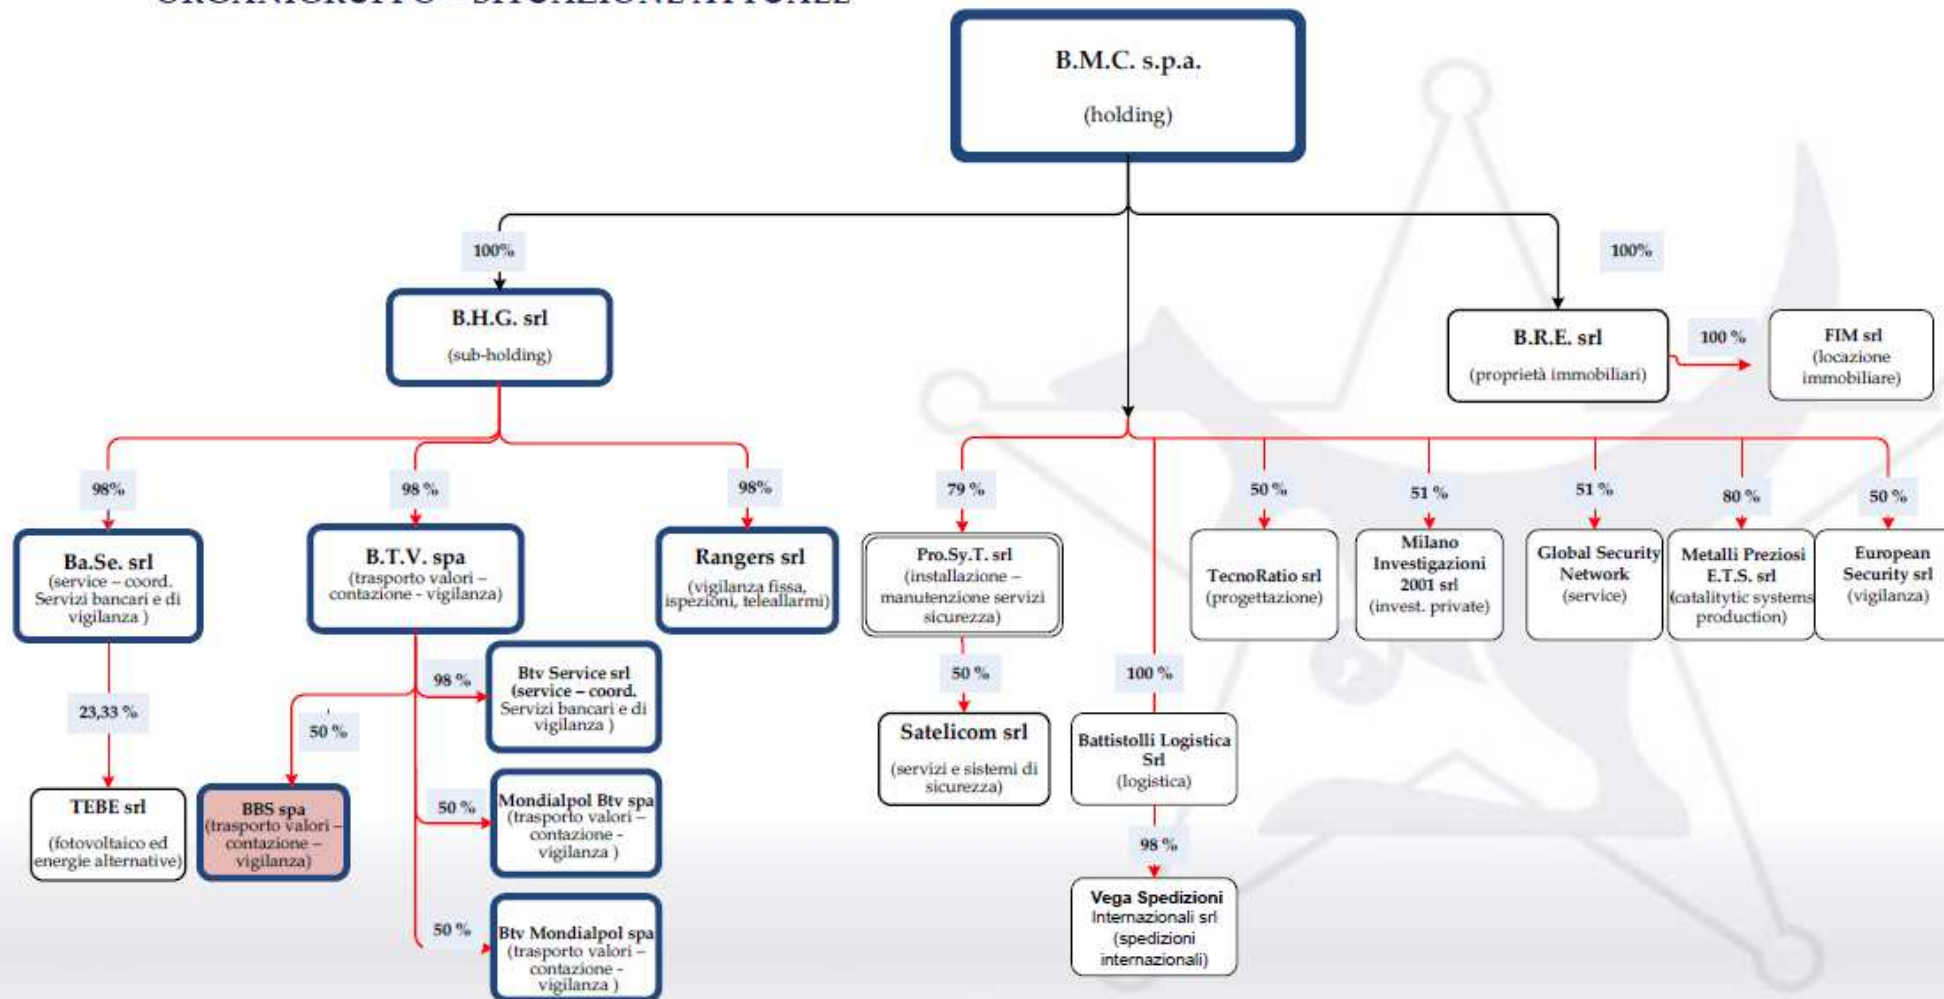 ORGANIGRUPPO – SITUAZIONE ATTUALE
B.M.C. s.p.a.
(holding)
100%
100%
B.H.G. srl
(sub-holding)
B.R.E. srl
(proprietà immobiliari)
100 %
FIM srl
(locazione
immobiliare)
98%
98 %
98%
79 %
50 %
51 %
51 %
80 %
50 %
Ba.Se. srl
(service – coord.
Servizi bancari e di
vigilanza )
B.T.V. spa
(trasporto valori –
contazione - vigilanza)
Rangers srl
(vigilanza fissa,
ispezioni, teleallarmi)
Pro.Sy.T. srl
(installazione –
manutenzione servizi
sicurezza)
TecnoRatio srl
(progettazione)
Milano
Investigazioni
2001 srl
(invest. private)
Global Security
Network
(service)
Metalli Preziosi
E.T.S. srl
(catalitytic systems
production)
European
Security srl
(vigilanza)
23,33 %
50 %
98 %
Btv Service srl
(service – coord.
Servizi bancari e di
vigilanza )
50 %
100 %
TEBE srl
(fotovoltaico ed
energie alternative)
BBS spa
(trasporto valori –
contazione –
vigilanza)
50 %
Mondialpol Btv spa
(trasporto valori –
contazione -
vigilanza )
Satelicom srl
(servizi e sistemi di
sicurezza)
Battistolli Logistica
Srl
(logistica)
50 %
Btv Mondialpol spa
(trasporto valori –
contazione -
vigilanza )
98 %
Vega Spedizioni
Internazionali srl
(spedizioni
internazionali)